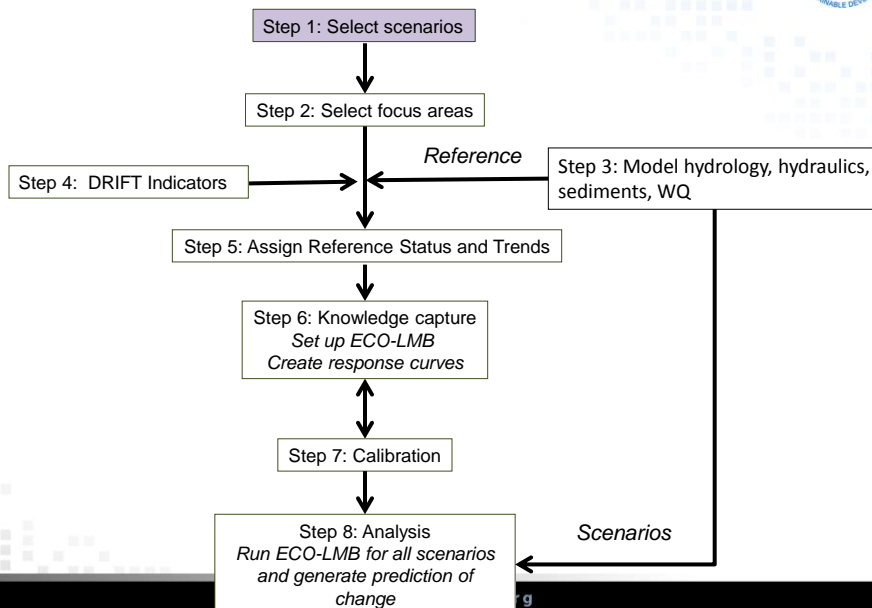 NABLE DEV
Step 1: Select scenarios
Step 2: Select focus areas
Reference
Step 3: Model hydrology, hydraulics,
sediments, WQ
Step 4: DRIFT Indicators
Step 5: Assign Reference Status and Trends
Step 6: Knowledge capture
Set up ECO-LMB
Create response curves
Step 7: Calibration
Step 8: Analysis
Run ECO-LMB for all scenarios
and generate prediction of
change
Scenarios
rg